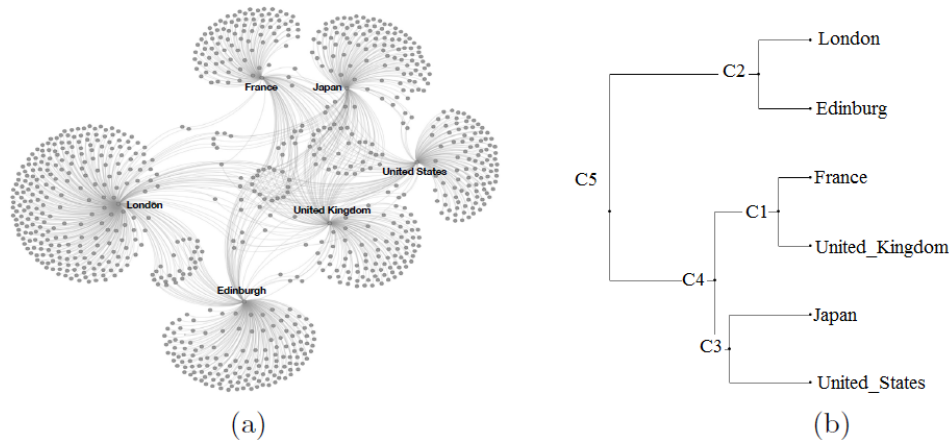 France
Japan
United States
London
United Kingdom
Edinburgh
(a)
London
C2
Edinburg
C5
France
C1
United_Kingdom
C4
Japan
C3
United_States
(b)